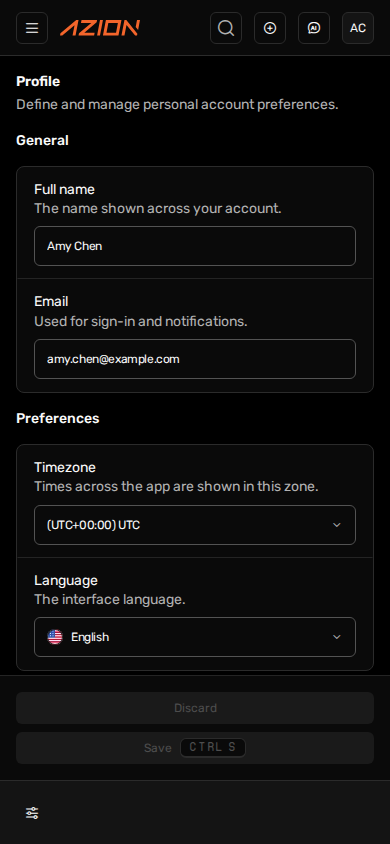 AZION
AI
AC
Profile
Define and manage personal account preferences.
General
Full name
The name shown across your account.
Amy Chen
Email
Used for sign-in and notifications.
amy.chen@example.com
Preferences
Timezone
Times across the app are shown in this zone.
(UTC+00:00) UTC
Language
The interface language.
English
Discard
Save CTRL S